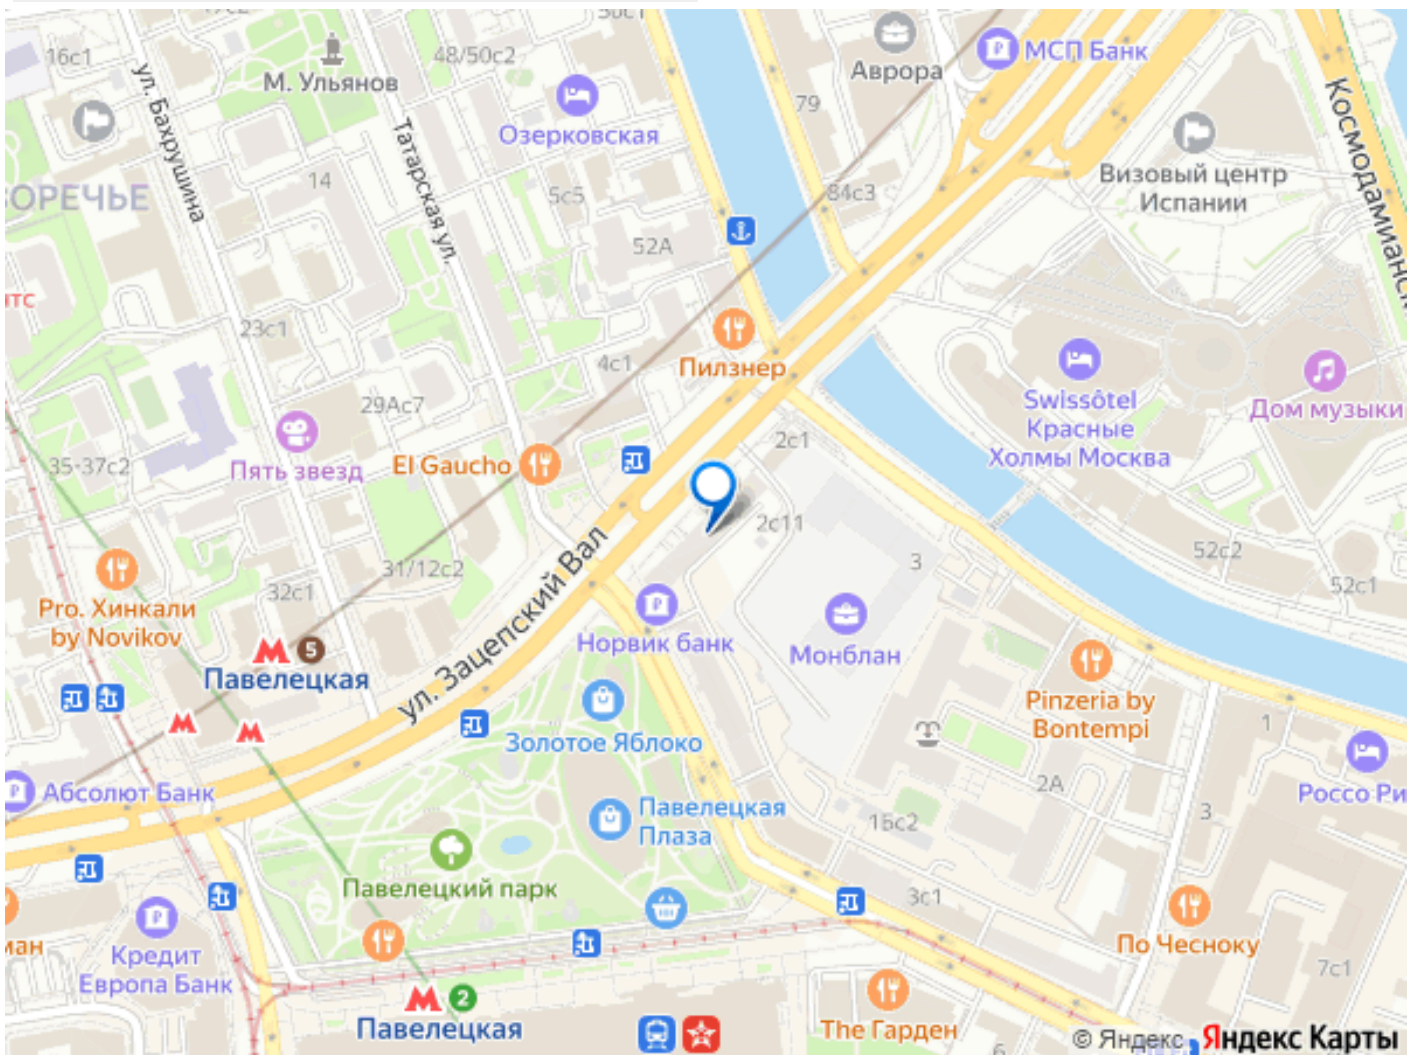 16с1
ул. Бахрушина
М. Ульянов
48/50с2
Озерковская
Татарская ул.
Аврора
МСП Банк
79
84с3
Визовый центр
Испании
14
5с5
52А
23с1
4с1
Пилзнер
Swissôtel
Красные
Холмы Москва
Дом музыки
29Ас7
35-37с2
Пять звезд
El Gaucho
2с1
2с11
ул. Зацепский Вал
31/12с2
32с1
Pro. Хинкали
by Novikov
5
Павелецкая
Норвик банк
Монблан
3
52с2
52с1
Pinzeria by
Bontempi
1
Золотое Яблоко
Абсолют Банк
2А
3
Павелецкая
Плаза
1Бс2
Павелецкий парк
3с1
По Чесноку
Кредит
Европа Банк
7с1
2
Павелецкая
The Гарден
6
© Яндекс
Яндекс Карты